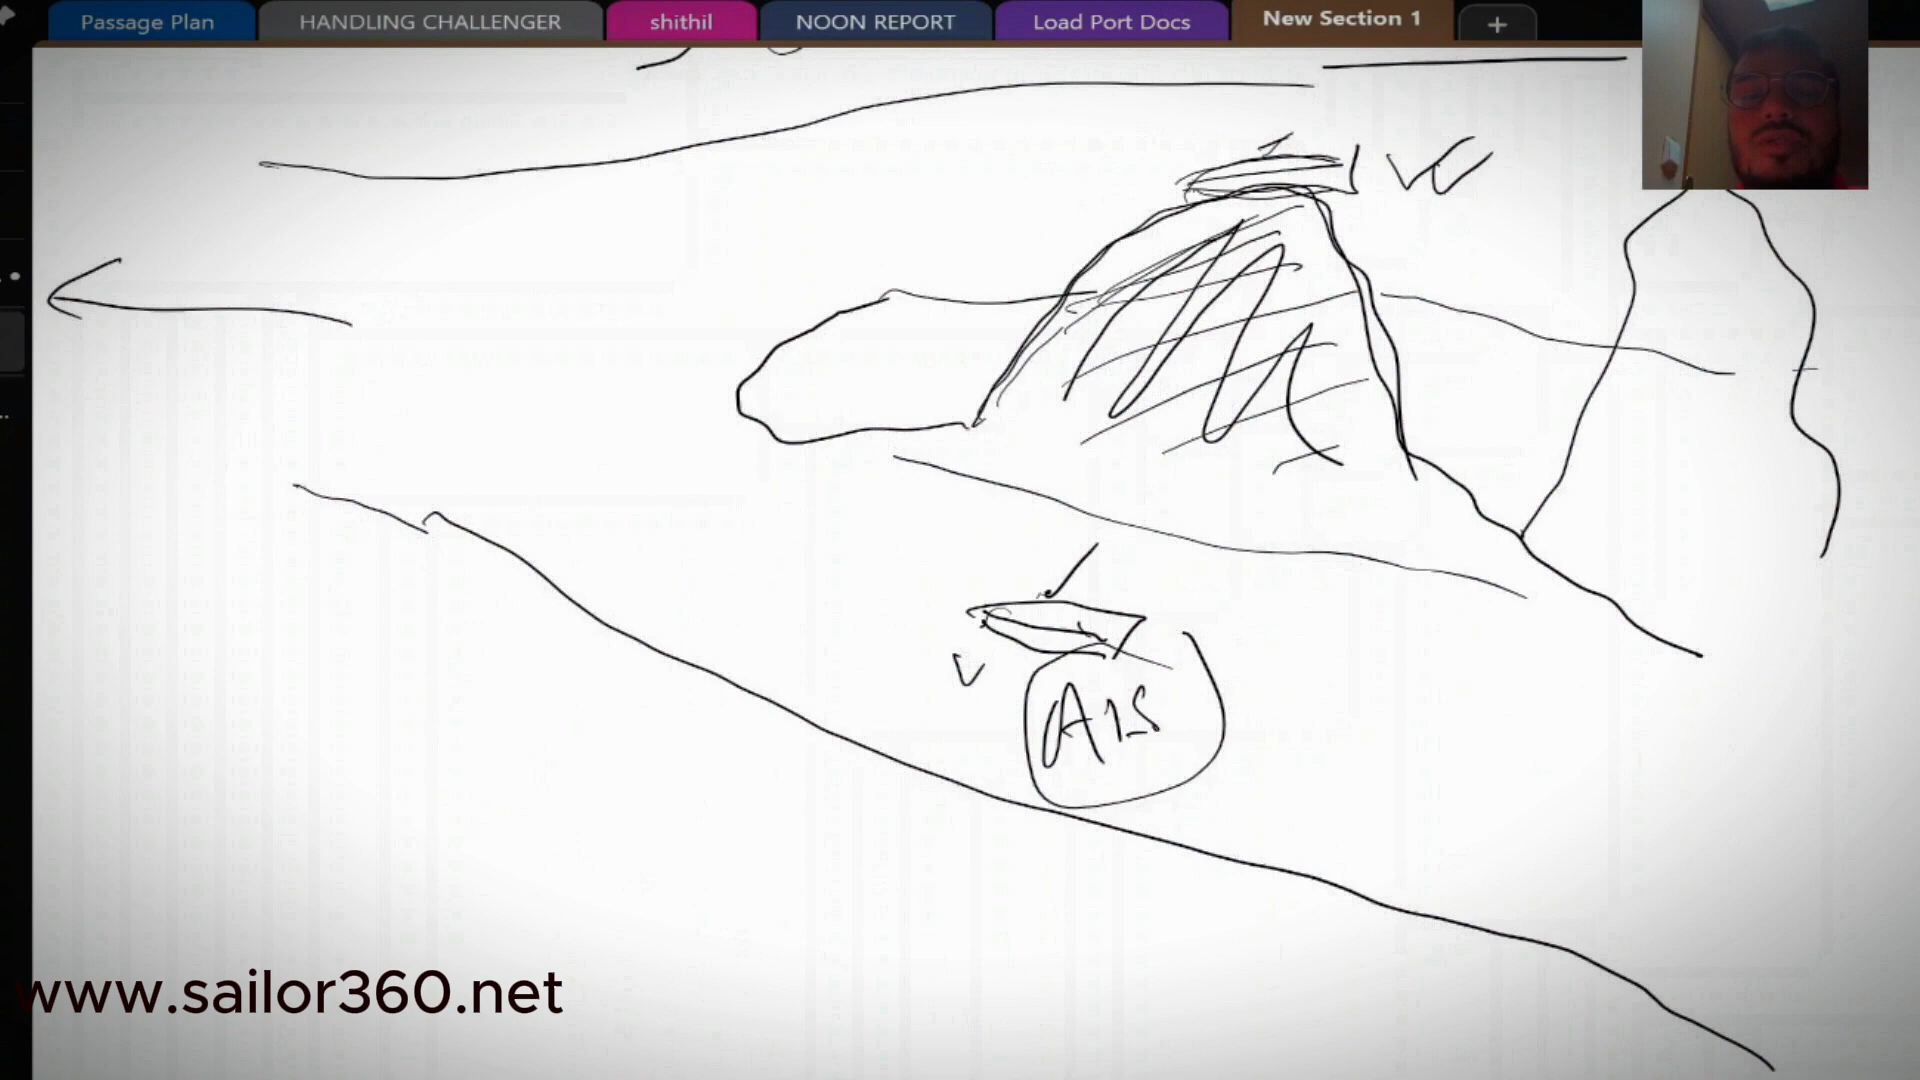 Passage Plan
HANDLING CHALLENGER
shithil
NOON REPORT
Load Port Docs
New Section 1
+
AIS
www.sailor360.net